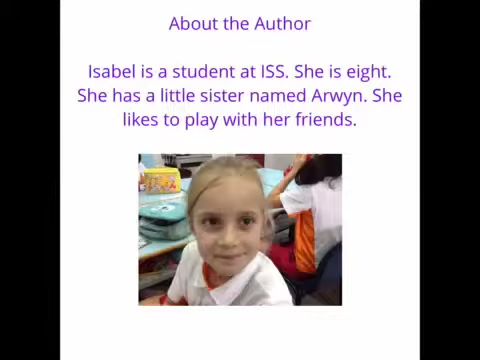 About the Author
Isabel is a student at ISS. She is eight.
She has a little sister named Arwyn. She
likes to play with her friends.